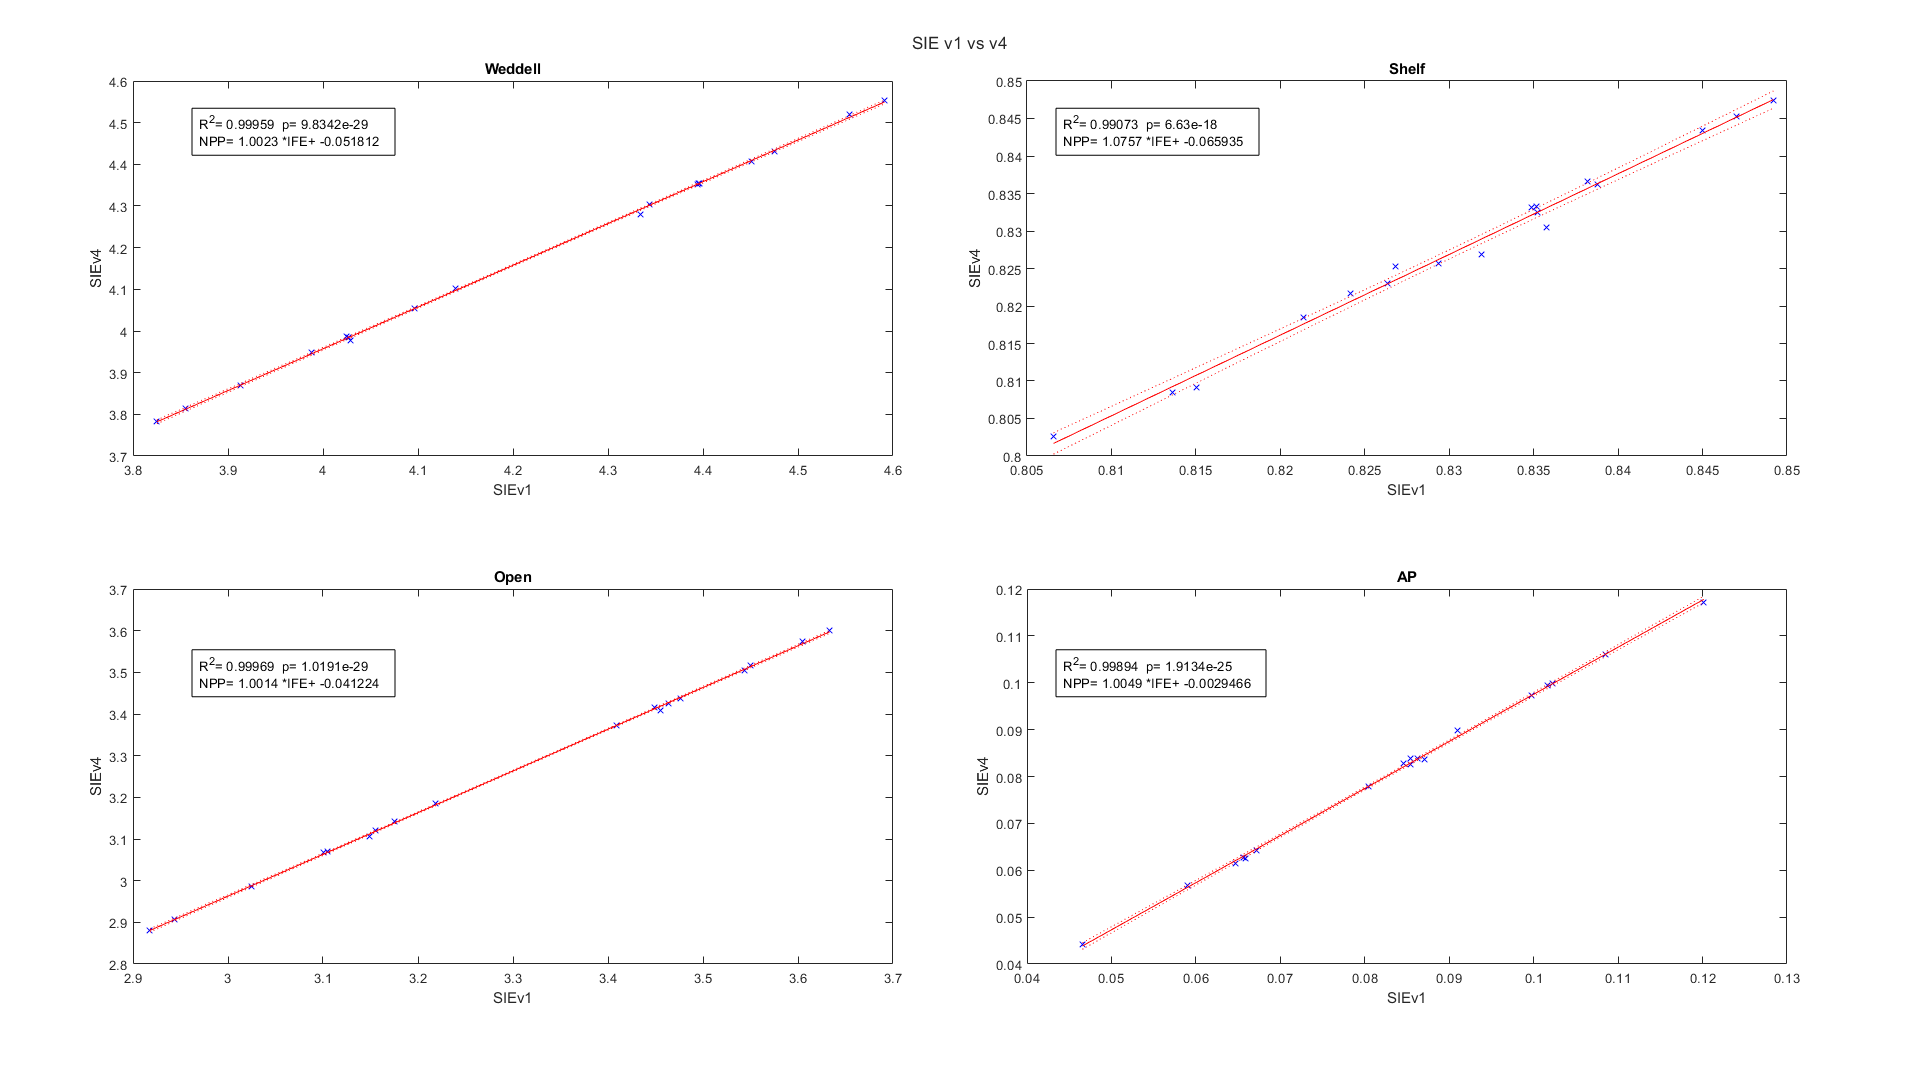 SIE v1 vs v4
Weddell
R2= 0.99959 p= 9.8342e-29
NPP= 1.0023 *IFE+ -0.051812
4.6
4.5
4.4
4.3
4.2
4.1
4
3.9
3.8
3.7
SIEv4
3.8 3.9 4 4.1 4.2 4.3 4.4 4.5 4.6
SIEv1
Shelf
R2= 0.99073 p= 6.63e-18
NPP= 1.0757 *IFE+ -0.065935
0.85
0.845
0.84
0.835
0.83
0.825
0.82
0.815
0.81
0.805
0.8
SIEv4
0.805 0.81 0.815 0.82 0.825 0.83 0.835 0.84 0.845 0.85
SIEv1
Open
R2= 0.99969 p= 1.0191e-29
NPP= 1.0014 *IFE+ -0.041224
3.7
3.6
3.5
3.4
3.3
3.2
3.1
3
2.9
2.8
SIEv4
2.9 3 3.1 3.2 3.3 3.4 3.5 3.6 3.7
SIEv1
AP
R2= 0.99894 p= 1.9134e-25
NPP= 1.0049 *IFE+ -0.0029466
0.12
0.11
0.1
0.09
0.08
0.07
0.06
0.05
0.04
SIEv4
0.04 0.05 0.06 0.07 0.08 0.09 0.1 0.11 0.12 0.13
SIEv1